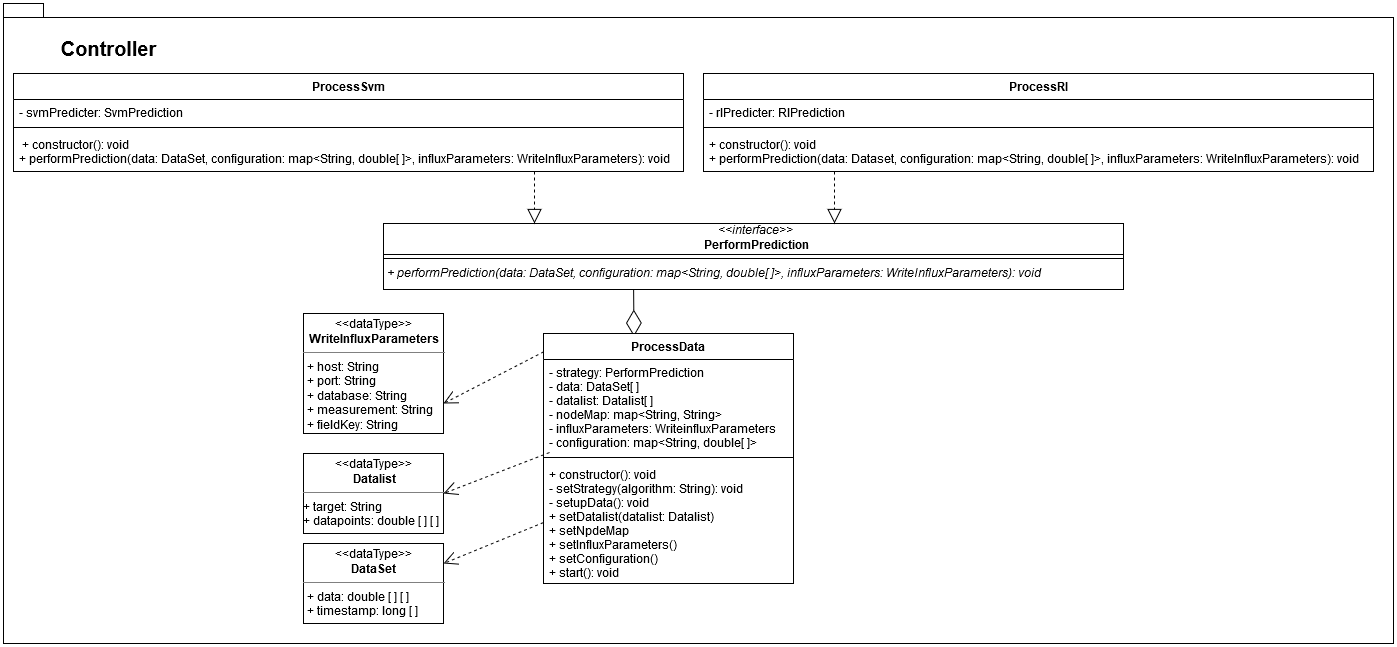 Controller
ProcessSvm
- svmPredicter: SvmPrediction
+ constructor(): void
+ performPrediction(data: DataSet, configuration: map<String, double[ ]>, influxParameters: WriteInfluxParameters): void
ProcessRl
- rlPredicter: RlPrediction
+ constructor(): void
+ performPrediction(data: Dataset, configuration: map<String, double[ ]>, influxParameters: WriteInfluxParameters): void
<<interface>>
PerformPrediction
+ performPrediction(data: DataSet, configuration: map<String, double[ ]>, influxParameters: WriteInfluxParameters): void
<<dataType>>
WriteInfluxParameters
+ host: String
+ port: String
+ database: String
+ measurement: String
+ fieldKey: String
<<dataType>>
Datalist
+ target: String
+ datapoints: double [ ] [ ]
<<dataType>>
DataSet
+ data: double [ ] [ ]
+ timestamp: long [ ]
ProcessData
- strategy: PerformPrediction
- data: DataSet[ ]
- datalist: Datalist[ ]
- nodeMap: map<String, String>
- influxParameters: WriteinfluxParameters
- configuration: map<String, double[ ]>
+ constructor(): void
- setStrategy(algorithm: String): void
- setupData(): void
+ setDatalist(datalist: Datalist)
+ setNpdeMap
+ setInfluxParameters()
+ setConfiguration()
+ start(): void